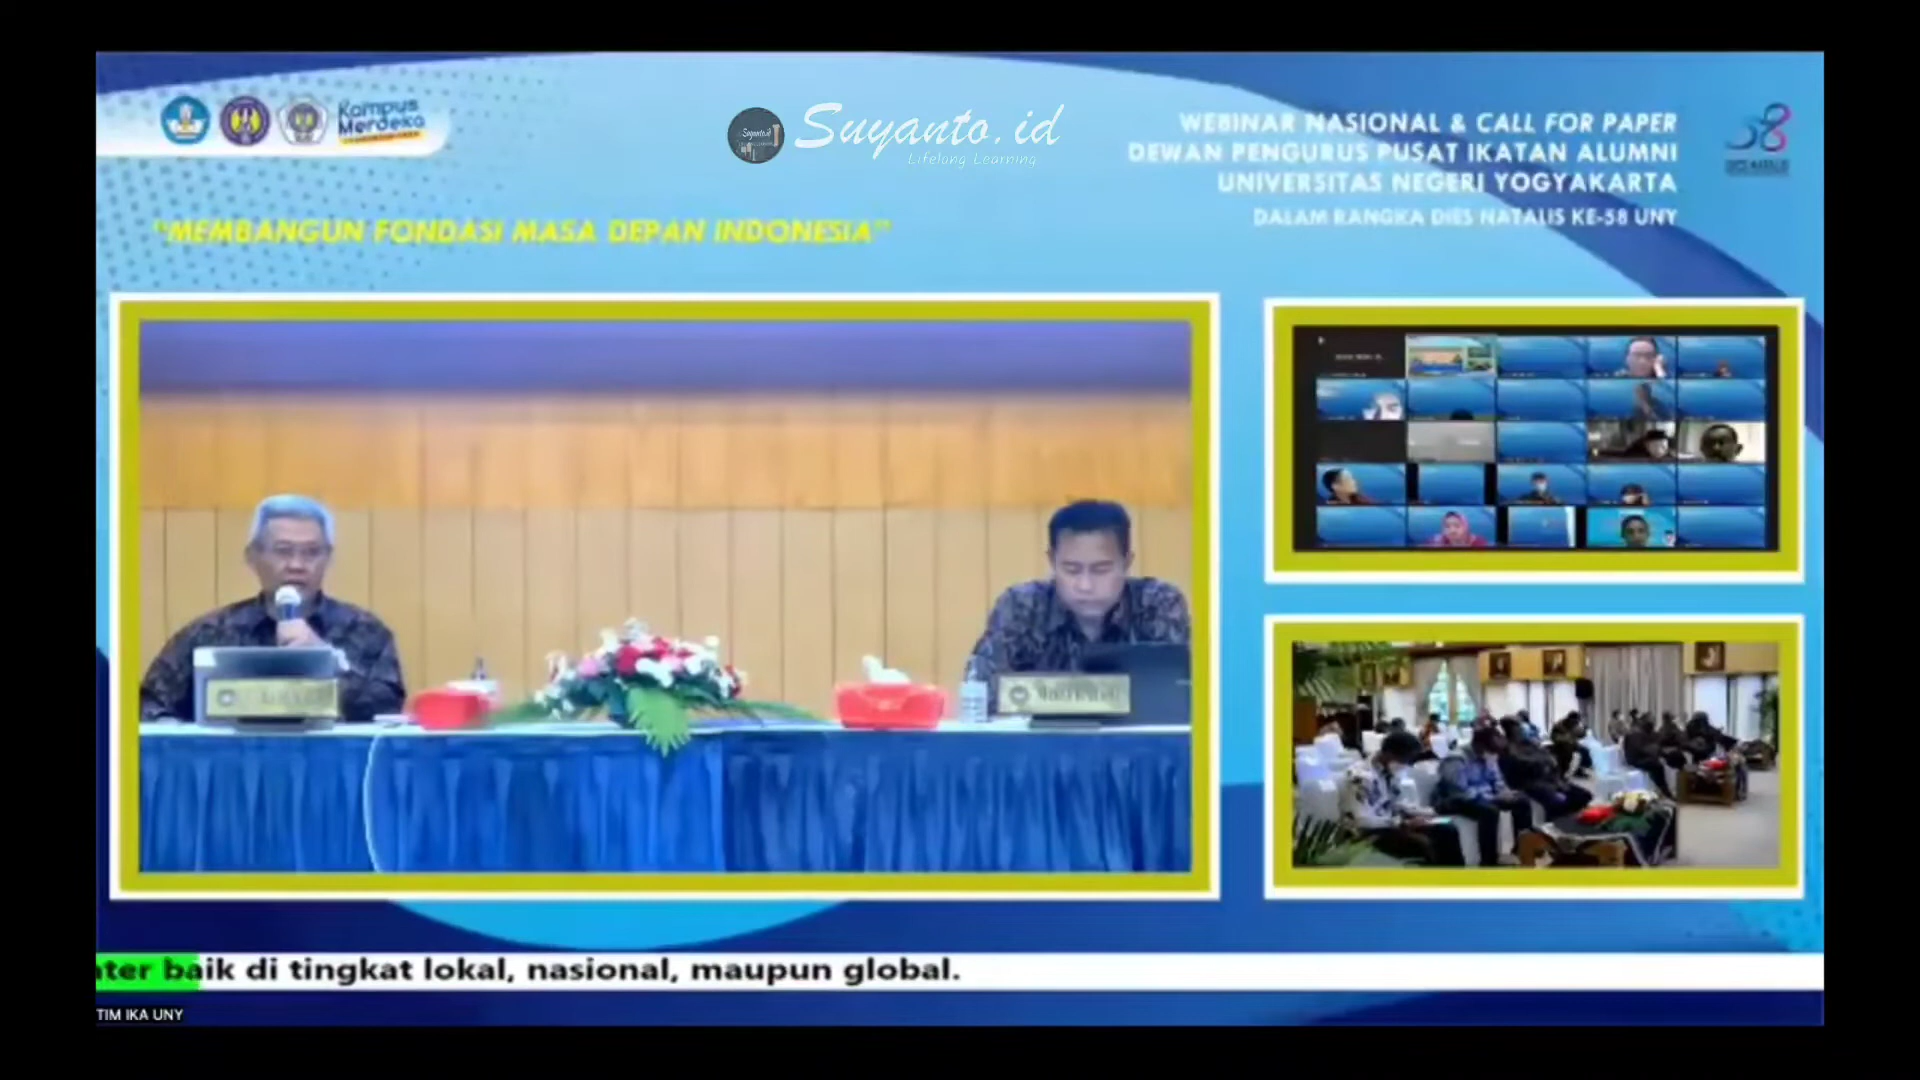 Kampus
Merdeka
Suyanto.id
Lifelong Learning
WEBINAR NASIONAL & CALL FOR PAPER
DEWAN PENGURUS PUSAT IKATAN ALUMNI
UNIVERSITAS NEGERI YOGYAKARTA
DALAM RANGKA DIES NATALIS KE-58 UNY
58
"MEMBANGUN FONDASI MASA DEPAN INDONESIA"
ater baik di tingkat lokal, nasional, maupun global.
TIM IKA UNY